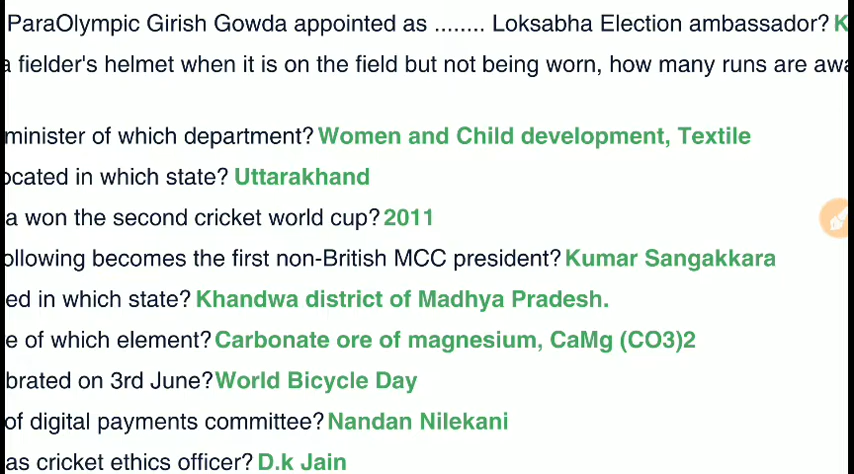 ParaOlympic Girish Gowda appointed as ........ Loksabha Election ambassador? K
fielder's helmet when it is on the field but not being worn, how many runs are
minister of which department? Women and Child development, Textile
in which state? Uttarakhand
a won the second cricket world cup? 2011
becomes the first non-British MCC president? Kumar Sangakkara
ed in which state? Khandwa district of Madhya Pradesh.
e of which element? Carbonate ore of magnesium, CaMg (CO3)2
brated on 3rd June? World Bicycle Day
of digital payments committee? Nandan Nilekani
as cricket ethics officer? D.k Jain